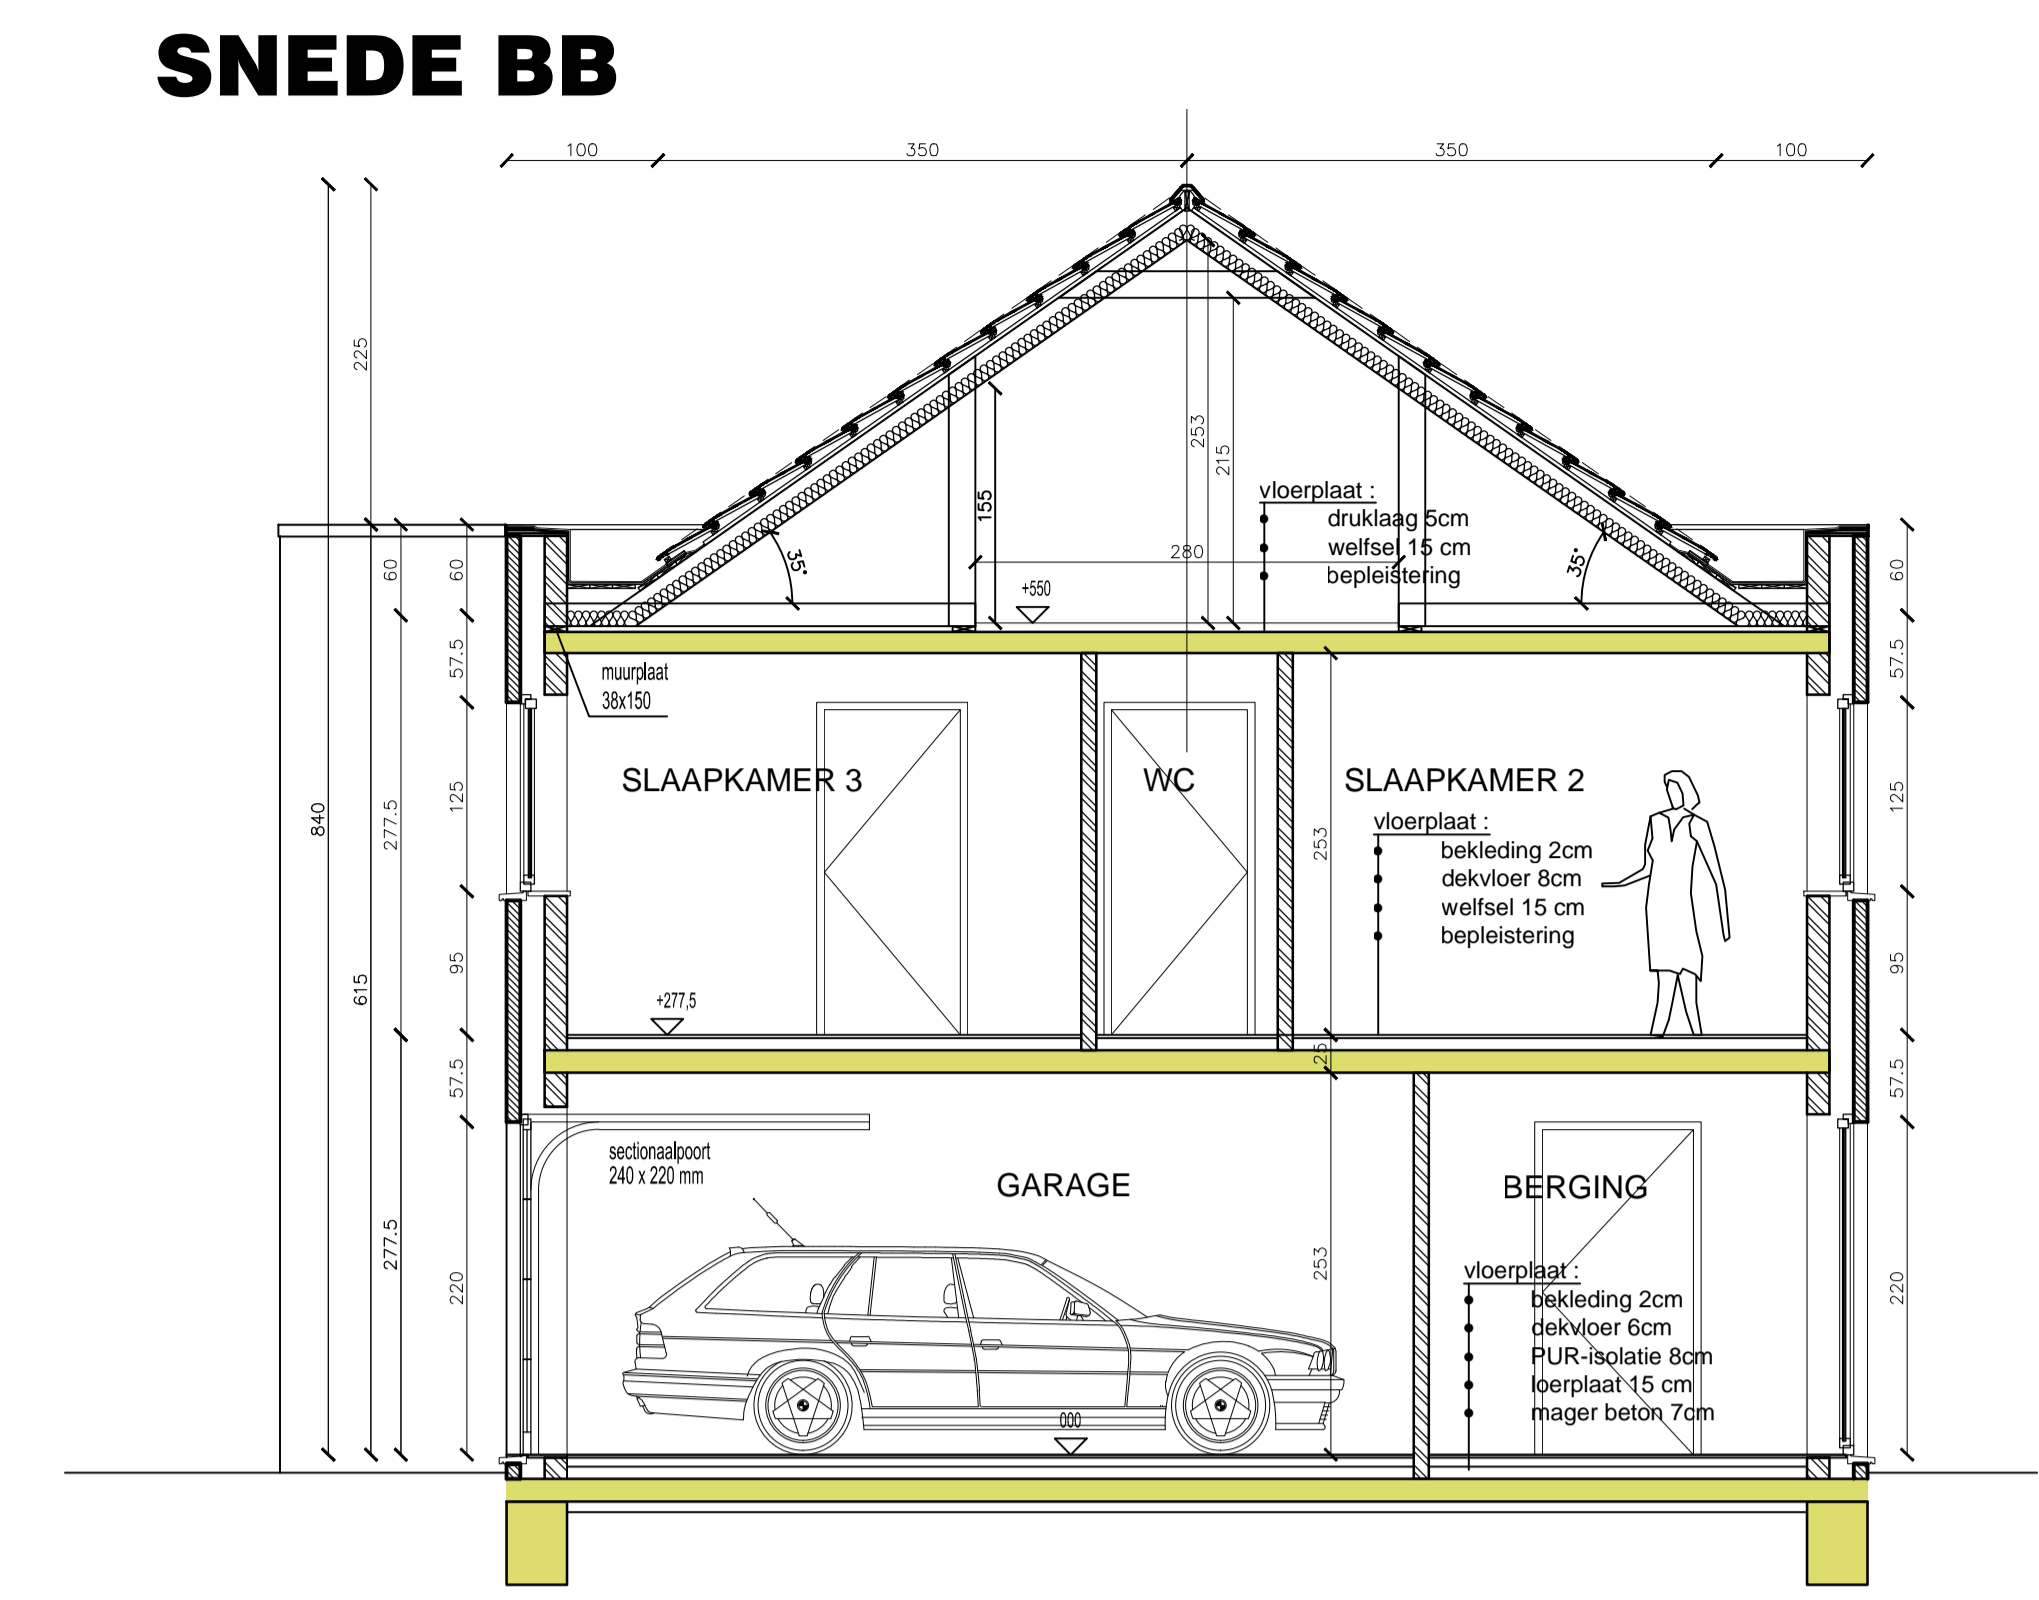 SNEDE BB
100
350
350
100
225
60
60
57.5
277.5
125
840
95
615
57.5
277.5
220
35°
155
280
253
215
+550
vloerplaat :
druklaag 5cm
welfsel 15 cm
bepleistering
35°
60
57.5
125
95
57.5
220
muurplaat
38x150
SLAAPKAMER 3
WC
SLAAPKAMER 2
vloerplaat :
bekleding 2cm
dekvloer 8cm
welfsel 15 cm
bepleistering
253
+277,5
25
sectionaalpoort
240 x 220 mm
GARAGE
BERGING
253
vloerplaat :
bekleding 2cm
dekvloer 6cm
PUR-isolatie 8cm
loerplaat 15 cm
mager beton 7cm
000